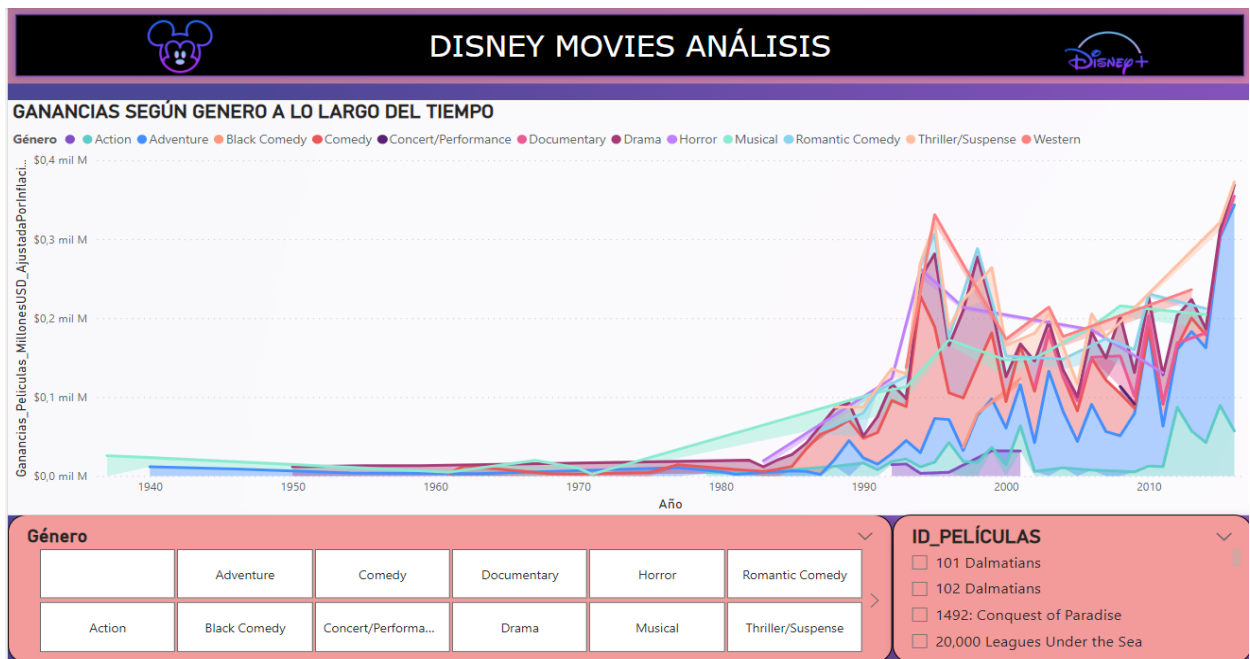 DISNEY MOVIES ANÁLISIS
Disney+
GANANCIAS SEGÚN GENERO A LO LARGO DEL TIEMPO
Género Action Adventure Black Comedy Comedy Concert/Performance Documentary Drama Horror Musical Romantic Comedy Thriller/Suspense Western
Ganancias_Peliculas_MillonesUSD_AjustadaPorInflaci...
$0,4 mil M
$0,3 mil M
$0,2 mil M
$0,1 mil M
$0,0 mil M
1940 1950 1960 1970 1980 1990 2000 2010
Año
Género
Adventure Comedy Documentary Horror Romantic Comedy
Action Black Comedy Concert/Performa... Drama Musical Thriller/Suspense
ID_PELÍCULAS
101 Dalmatians
102 Dalmatians
1492: Conquest of Paradise
20,000 Leagues Under the Sea